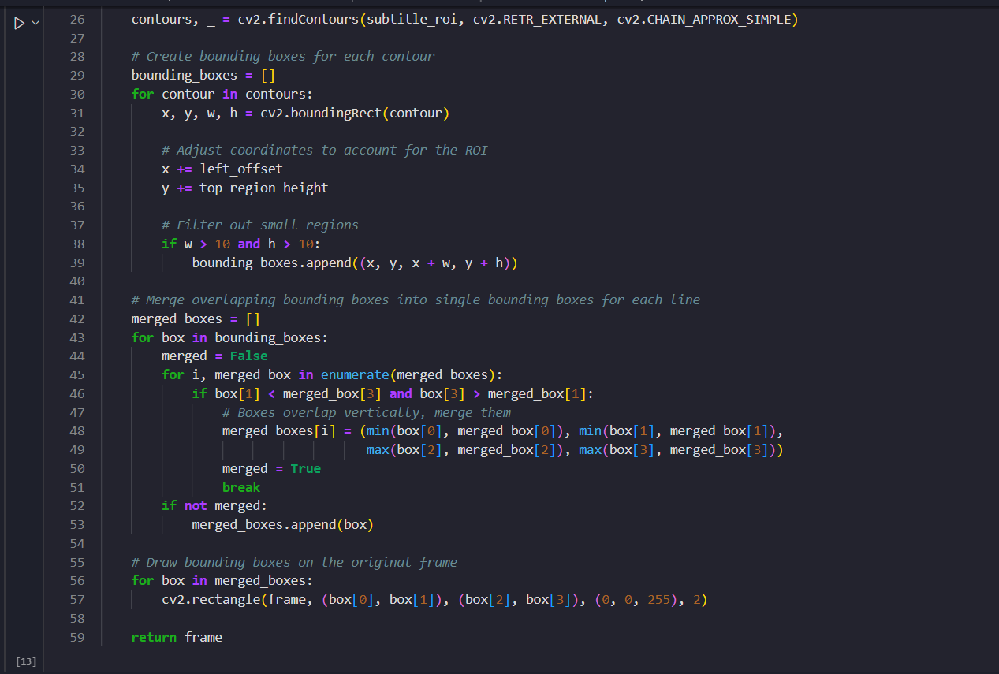 26 contours, _ = cv2.findContours(subtitle_roi, cv2.RETR_EXTERNAL, cv2.CHAIN_APPROX_SIMPLE)
27
28 # Create bounding boxes for each contour
29 bounding_boxes = []
30 for contour in contours:
31     x, y, w, h = cv2.boundingRect(contour)
32
33     # Adjust coordinates to account for the ROI
34     x += left_offset
35     y += top_region_height
36
37     # Filter out small regions
38     if w > 10 and h > 10:
39         bounding_boxes.append((x, y, x + w, y + h))
40
41 # Merge overlapping bounding boxes into single bounding boxes for each line
42 merged_boxes = []
43 for box in bounding_boxes:
44     merged = False
45     for i, merged_box in enumerate(merged_boxes):
46         if box[1] < merged_box[3] and box[3] > merged_box[1]:
47             # Boxes overlap vertically, merge them
48             merged_boxes[i] = (min(box[0], merged_box[0]), min(box[1], merged_box[1]),
49                                max(box[2], merged_box[2]), max(box[3], merged_box[3]))
50             merged = True
51             break
52     if not merged:
53         merged_boxes.append(box)
54
55 # Draw bounding boxes on the original frame
56 for box in merged_boxes:
57     cv2.rectangle(frame, (box[0], box[1]), (box[2], box[3]), (0, 0, 255), 2)
58
59 return frame
[13]